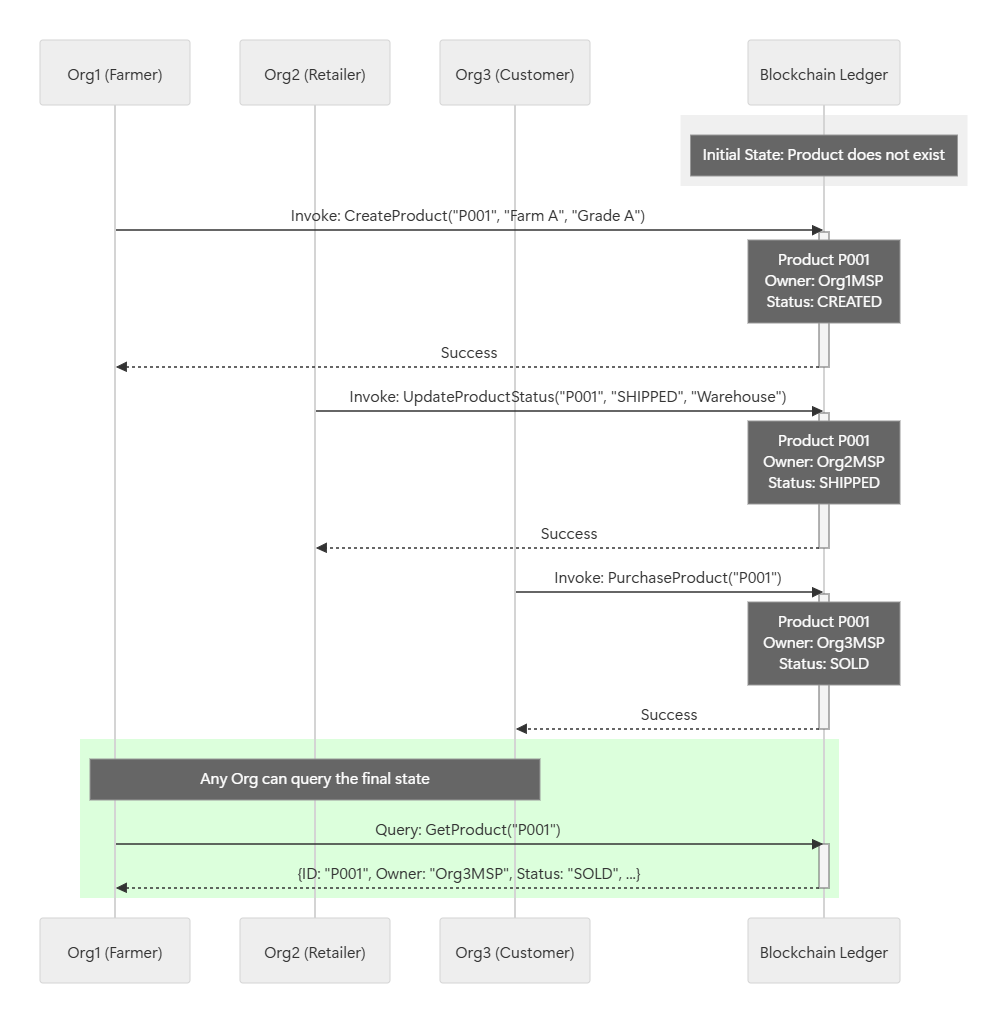 Org1 (Farmer)
Org2 (Retailer)
Org3 (Customer)
Blockchain Ledger
Initial State: Product does not exist
Invoke: CreateProduct("P001", "Farm A", "Grade A")
Product P001
Owner: Org1MSP
Status: CREATED
Success
Invoke: UpdateProductStatus("P001", "SHIPPED", "Warehouse")
Product P001
Owner: Org2MSP
Status: SHIPPED
Success
Invoke: PurchaseProduct("P001")
Product P001
Owner: Org3MSP
Status: SOLD
Success
Any Org can query the final state
Query: GetProduct("P001")
{ID: "P001", Owner: "Org3MSP", Status: "SOLD", ...}
Org1 (Farmer)
Org2 (Retailer)
Org3 (Customer)
Blockchain Ledger